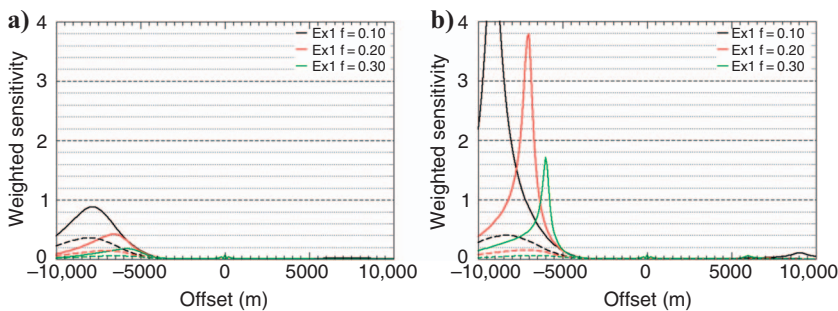 a)
Weighted sensitivity
4
3
2
1
0
Ex1 f = 0.10
Ex1 f = 0.20
Ex1 f = 0.30
−10,000 −5000 0 5000 10,000
Offset (m)
b)
Weighted sensitivity
4
3
2
1
0
Ex1 f = 0.10
Ex1 f = 0.20
Ex1 f = 0.30
−10,000 −5000 0 5000 10,000
Offset (m)